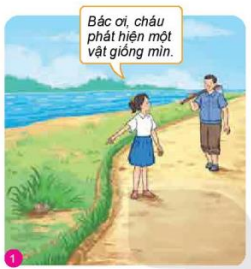 Bác ơi, cháu
phát hiện một
vật giống mìn.
1